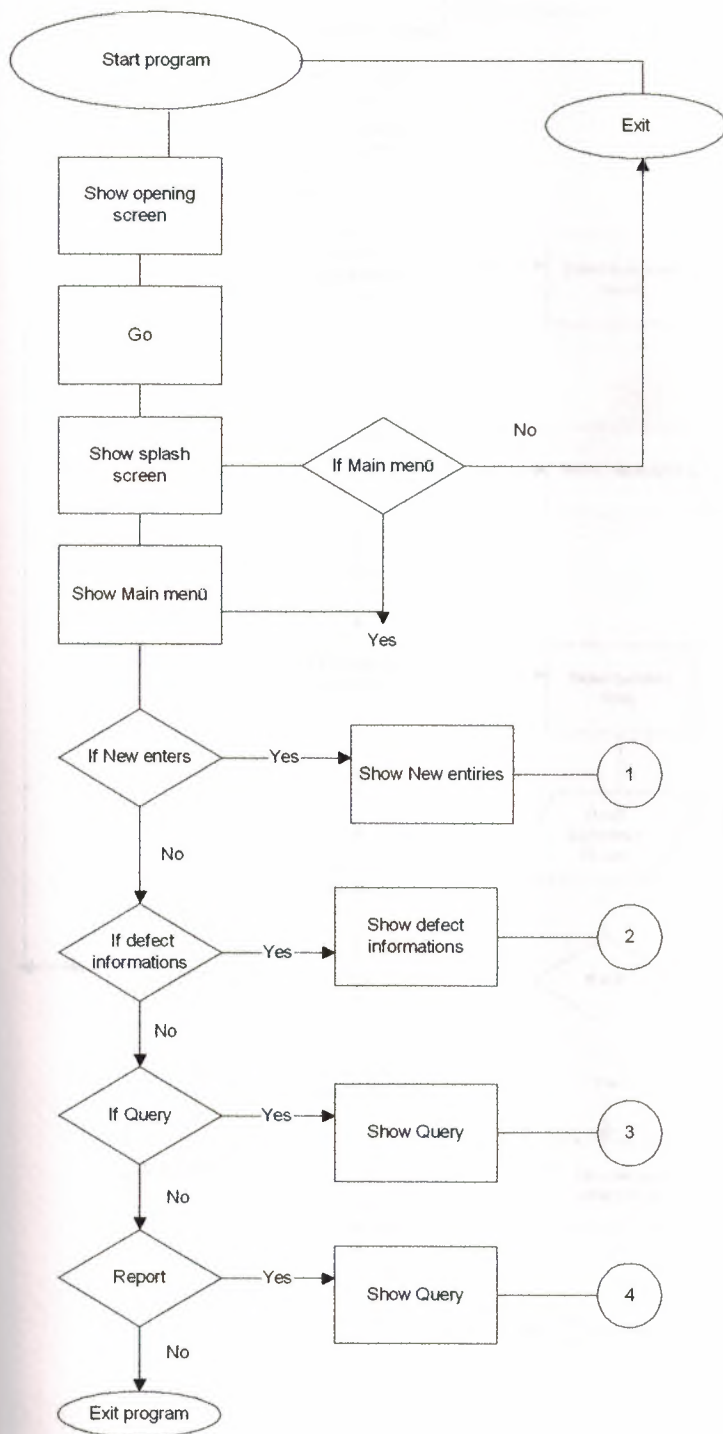 Start program
Exit
Show opening
screen
Go
Show splash
screen
If Main menü
No
Show Main menü
Yes
If New enters
Yes
Show New entiries
1
No
If defect
informations
Yes
Show defect
informations
2
No
If Query
Yes
Show Query
3
No
Report
Yes
Show Query
4
No
Exit program